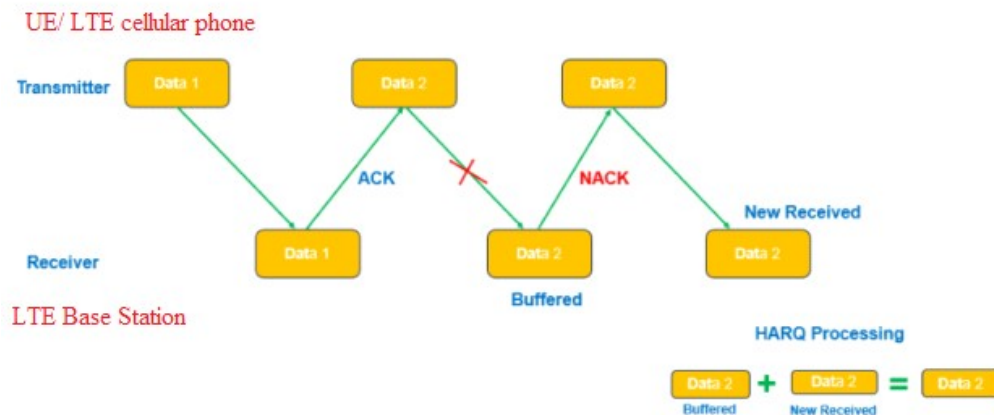 UE/ LTE cellular phone
Transmitter
Data 1
Data 2
Data 2
ACK
NACK
New Received
Receiver
Data 1
Data 2
Data 2
Buffered
LTE Base Station
HARQ Processing
Data 2 + Data 2 = Data 2
Buffered
New Received